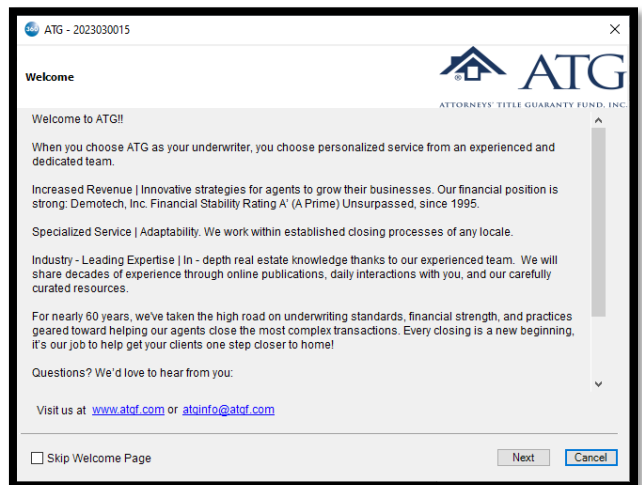 360 ATG - 2023030015
Welcome
ATG
ATTORNEYS' TITLE GUARANTY FUND, INC.
Welcome to ATG!!
When you choose ATG as your underwriter, you choose personalized service from an experienced and
dedicated team.
Increased Revenue | Innovative strategies for agents to grow their businesses. Our financial position is
strong: Demotech, Inc. Financial Stability Rating A' (A Prime) Unsurpassed, since 1995.
Specialized Service | Adaptability. We work within established closing processes of any locale.
Industry - Leading Expertise | In - depth real estate knowledge thanks to our experienced team. We will
share decades of experience through online publications, daily interactions with you, and our carefully
curated resources.
For nearly 60 years, we've taken the high road on underwriting standards, financial strength, and practices
geared toward helping our agents close the most complex transactions. Every closing is a new beginning,
it's our job to help get your clients one step closer to home!
Questions? We'd love to hear from you:
Visit us at www.atgf.com or atginfo@atgf.com
Skip Welcome Page
Next
Cancel